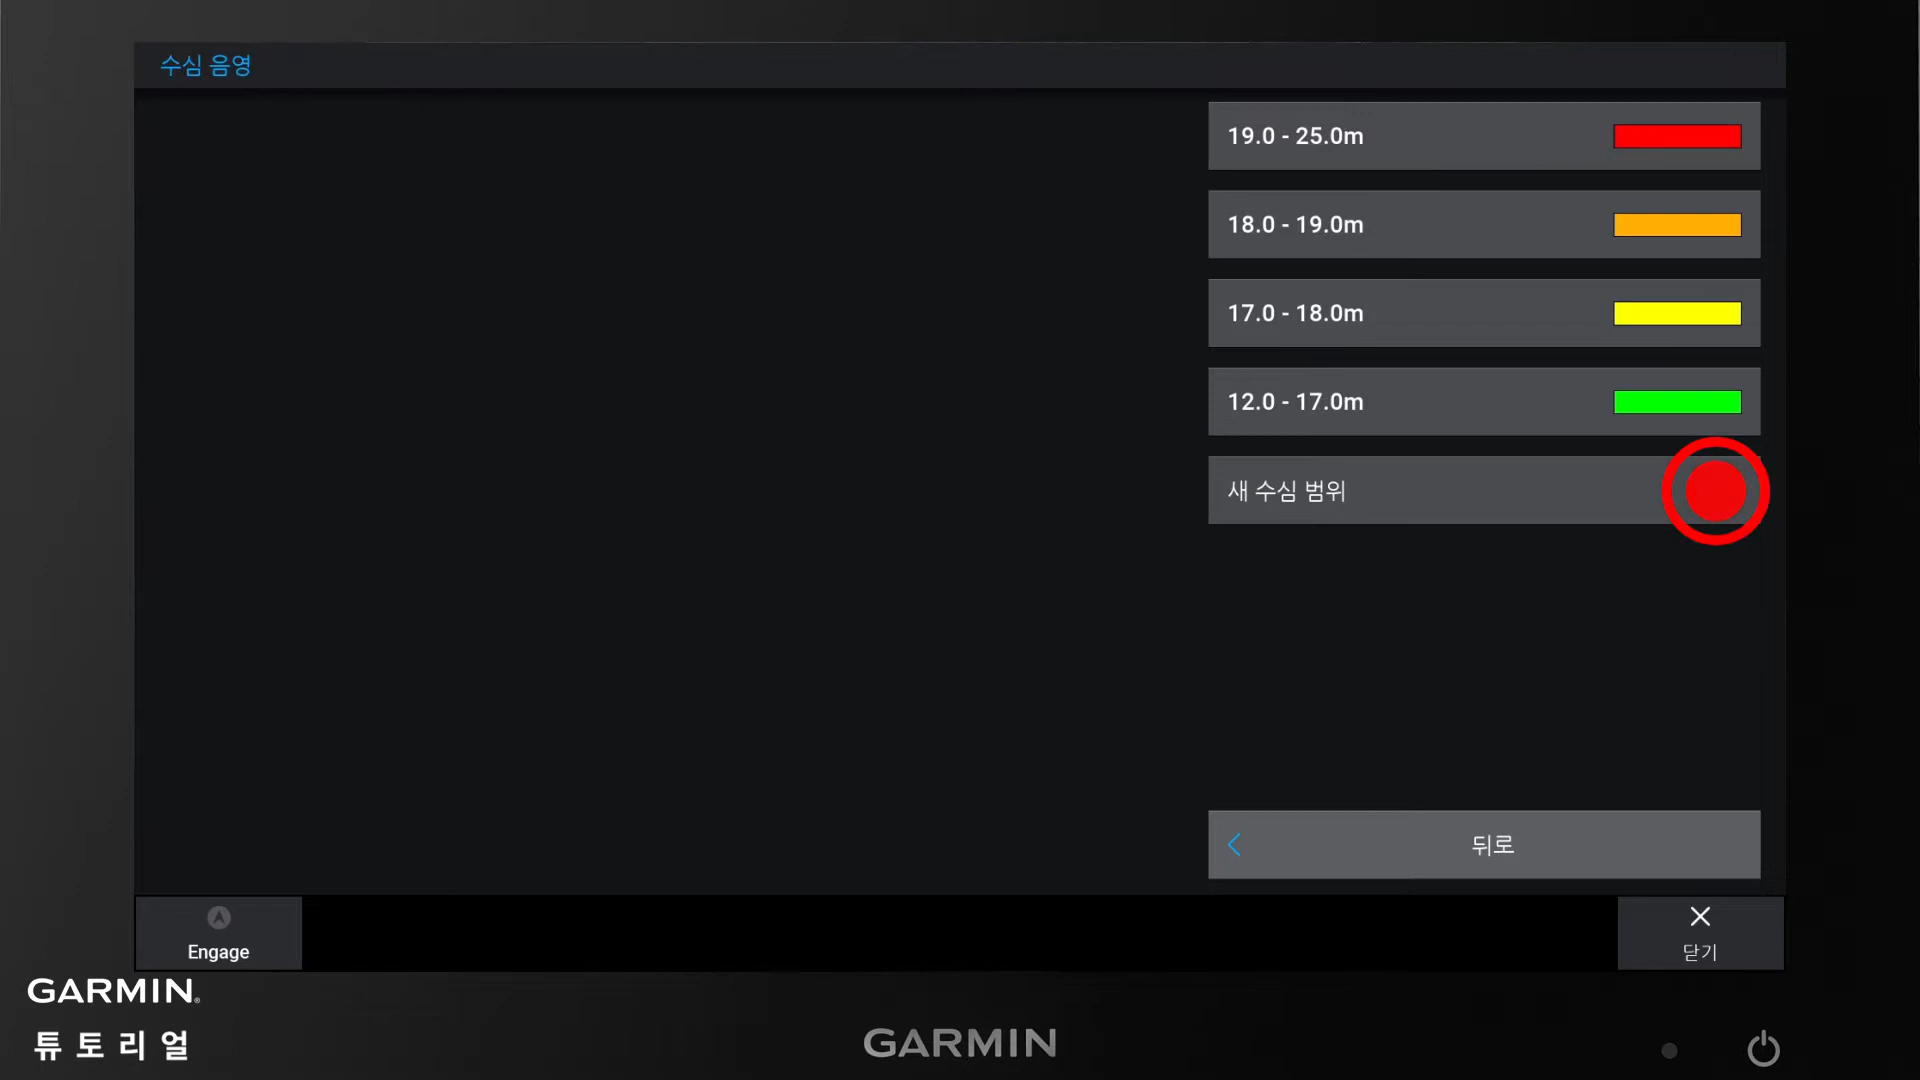 수심 음영
19.0 - 25.0m
18.0 - 19.0m
17.0 - 18.0m
12.0 - 17.0m
새 수심 범위
뒤로
Engage
닫기
GARMIN®
튜토리얼
GARMIN